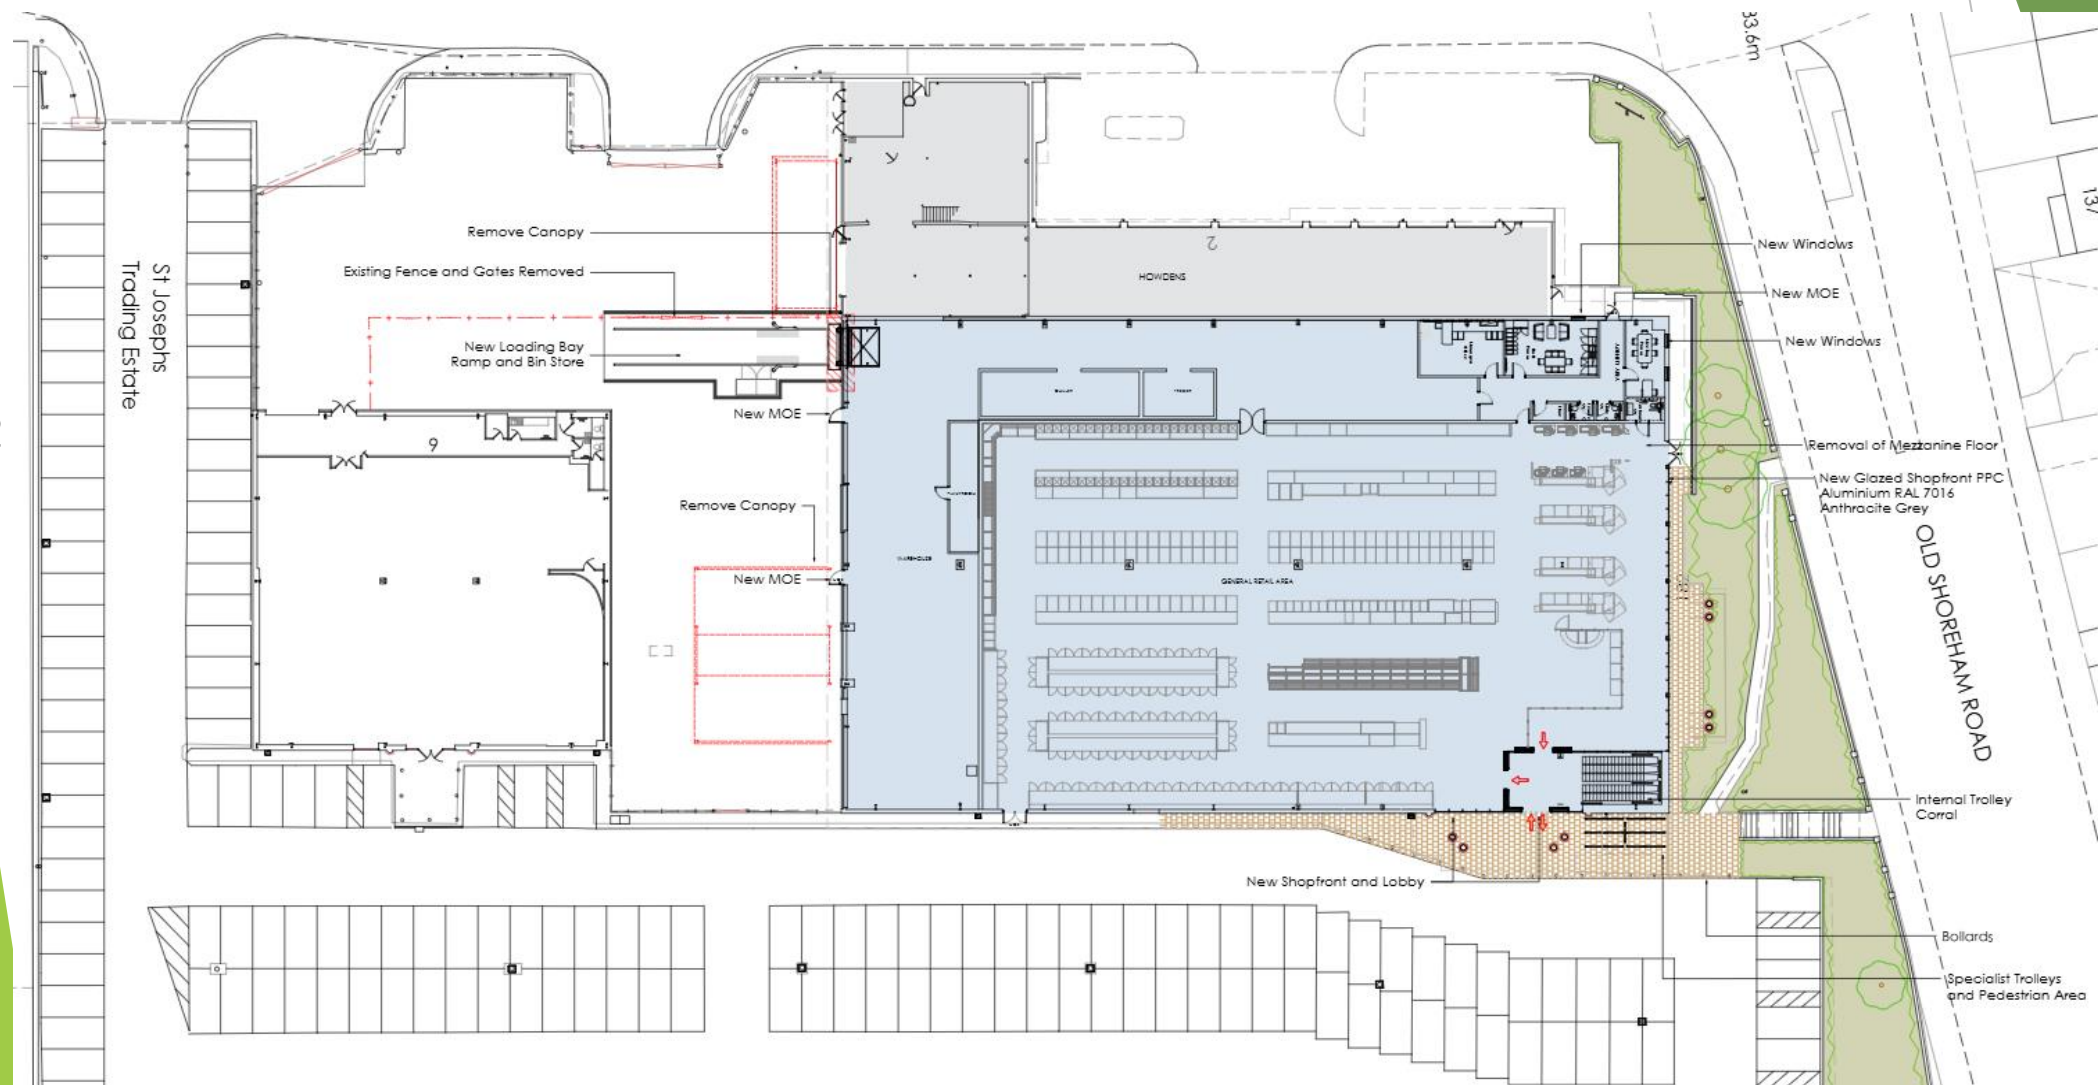 33.6m
137
Remove Canopy
Existing Fence and Gates Removed
New Loading Bay
Ramp and Bin Store
New MOE
Remove Canopy
New MOE
St Josephs
Trading Estate
9
2
HOWDENS
WAREHOUSE
GENERAL RETAIL AREA
New Windows
New MOE
New Windows
Removal of Mezzanine Floor
New Glazed Shopfront PPC
Aluminium RAL 7016
Anthracite Grey
OLD SHOREHAM ROAD
Internal Trolley
Corral
New Shopfront and Lobby
Bollards
Specialist Trolleys
and Pedestrian Area